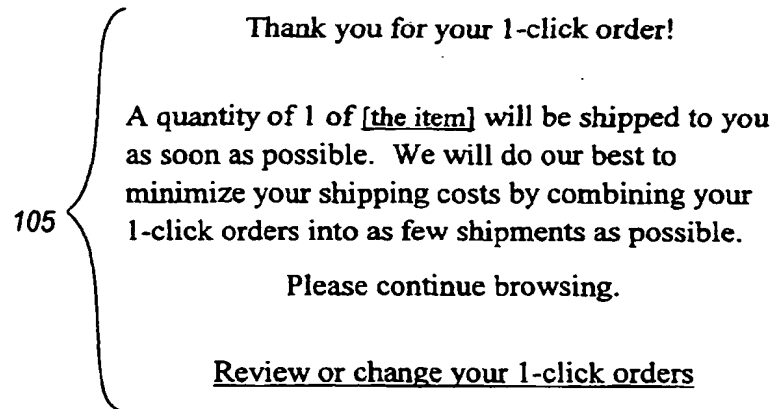 Thank you for your 1-click order!
A quantity of 1 of [the item] will be shipped to you
as soon as possible. We will do our best to
minimize your shipping costs by combining your
105
1-click orders into as few shipments as possible.
Please continue browsing.
Review or change your 1-click orders